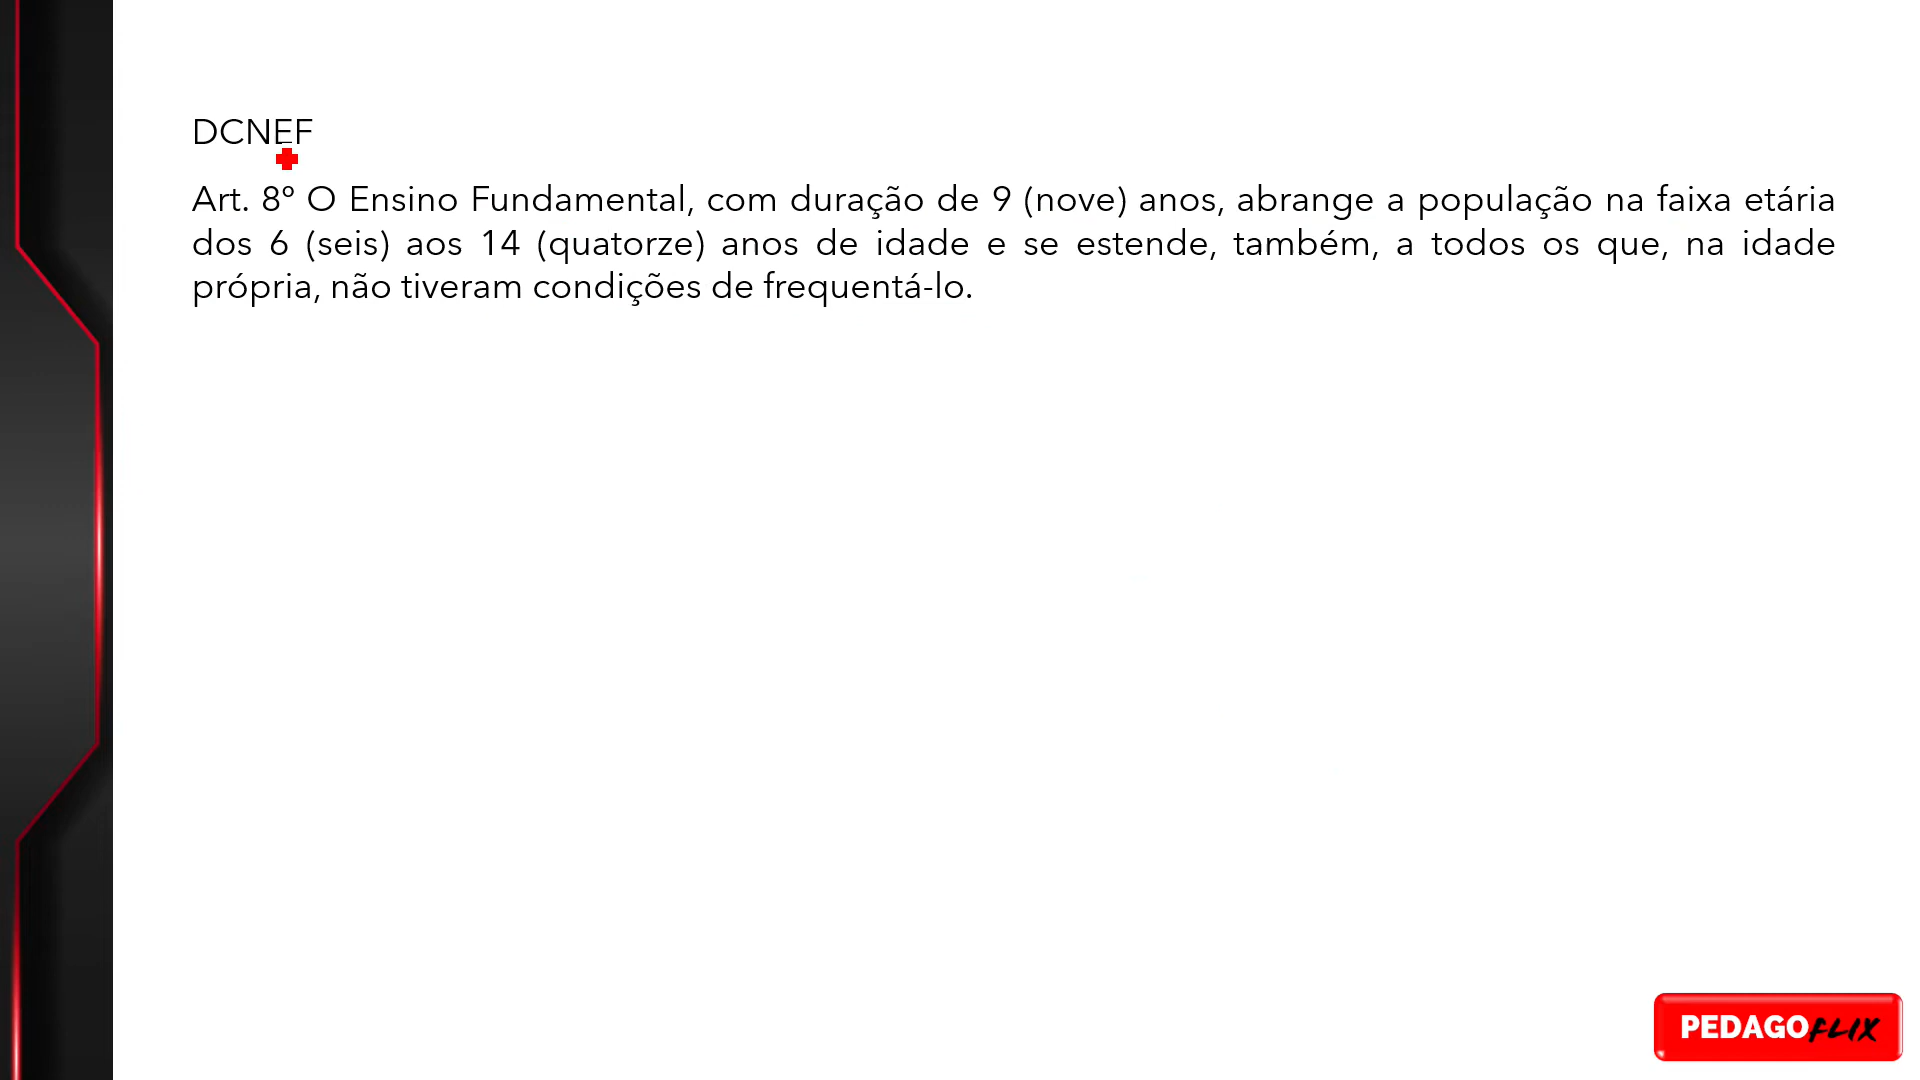 DCNEF
Art. 8º O Ensino Fundamental, com duração de 9 (nove) anos, abrange a população na faixa etária
dos 6 (seis) aos 14 (quatorze) anos de idade e se estende, também, a todos os que, na idade
própria, não tiveram condições de frequentá-lo.
PEDAGOFLIX